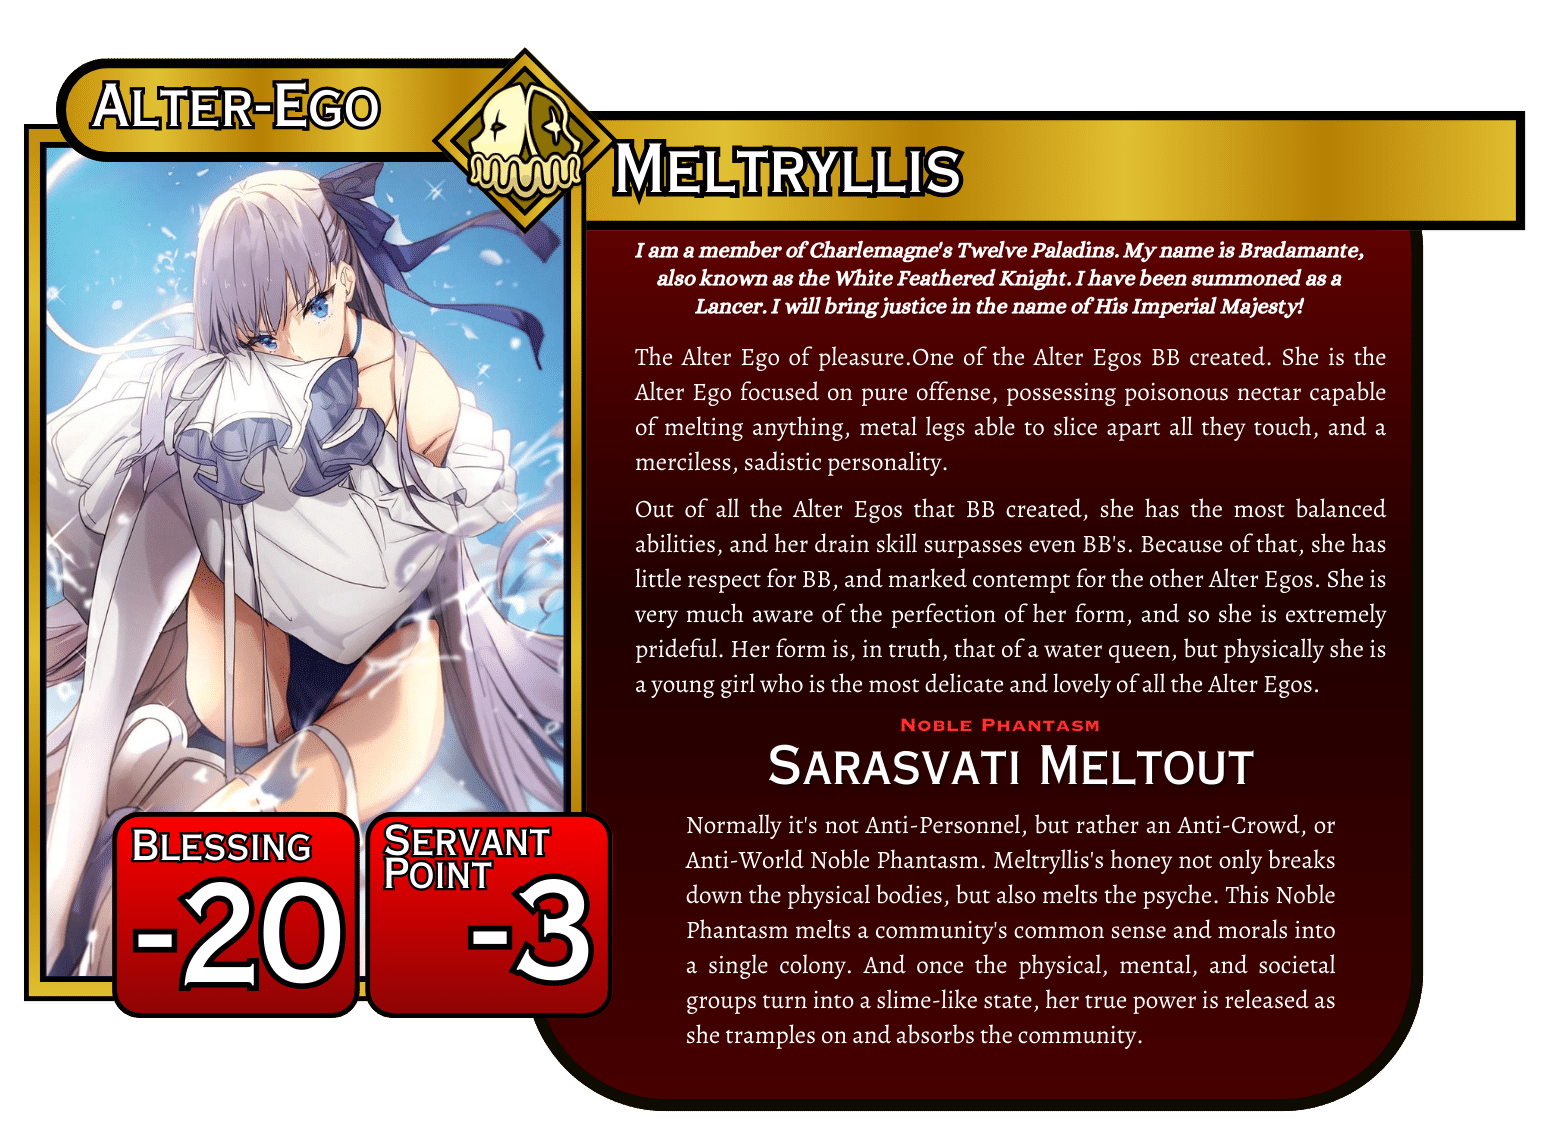 Alter-Ego
Meltryllis
I am a member of Charlemagne's Twelve Paladins. My name is Bradamante,
also known as the White Feathered Knight. I have been summoned as a
Lancer. I will bring justice in the name of His Imperial Majesty!
The Alter Ego of pleasure.One of the Alter Egos BB created. She is the
Alter Ego focused on pure offense, possessing poisonous nectar capable
of melting anything, metal legs able to slice apart all they touch, and a
merciless, sadistic personality.
Out of all the Alter Egos that BB created, she has the most balanced
abilities, and her drain skill surpasses even BB's. Because of that, she has
little respect for BB, and marked contempt for the other Alter Egos. She is
very much aware of the perfection of her form, and so she is extremely
prideful. Her form is, in truth, that of a water queen, but physically she is
a young girl who is the most delicate and lovely of all the Alter Egos.
Noble Phantasm
Sarasvati Meltout
Normally it's not Anti-Personnel, but rather an Anti-Crowd, or
Anti-World Noble Phantasm. Meltryllis's honey not only breaks
down the physical bodies, but also melts the psyche. This Noble
Phantasm melts a community's common sense and morals into
a single colony. And once the physical, mental, and societal
groups turn into a slime-like state, her true power is released as
she tramples on and absorbs the community.
Blessing
-20
Servant
Point
-3